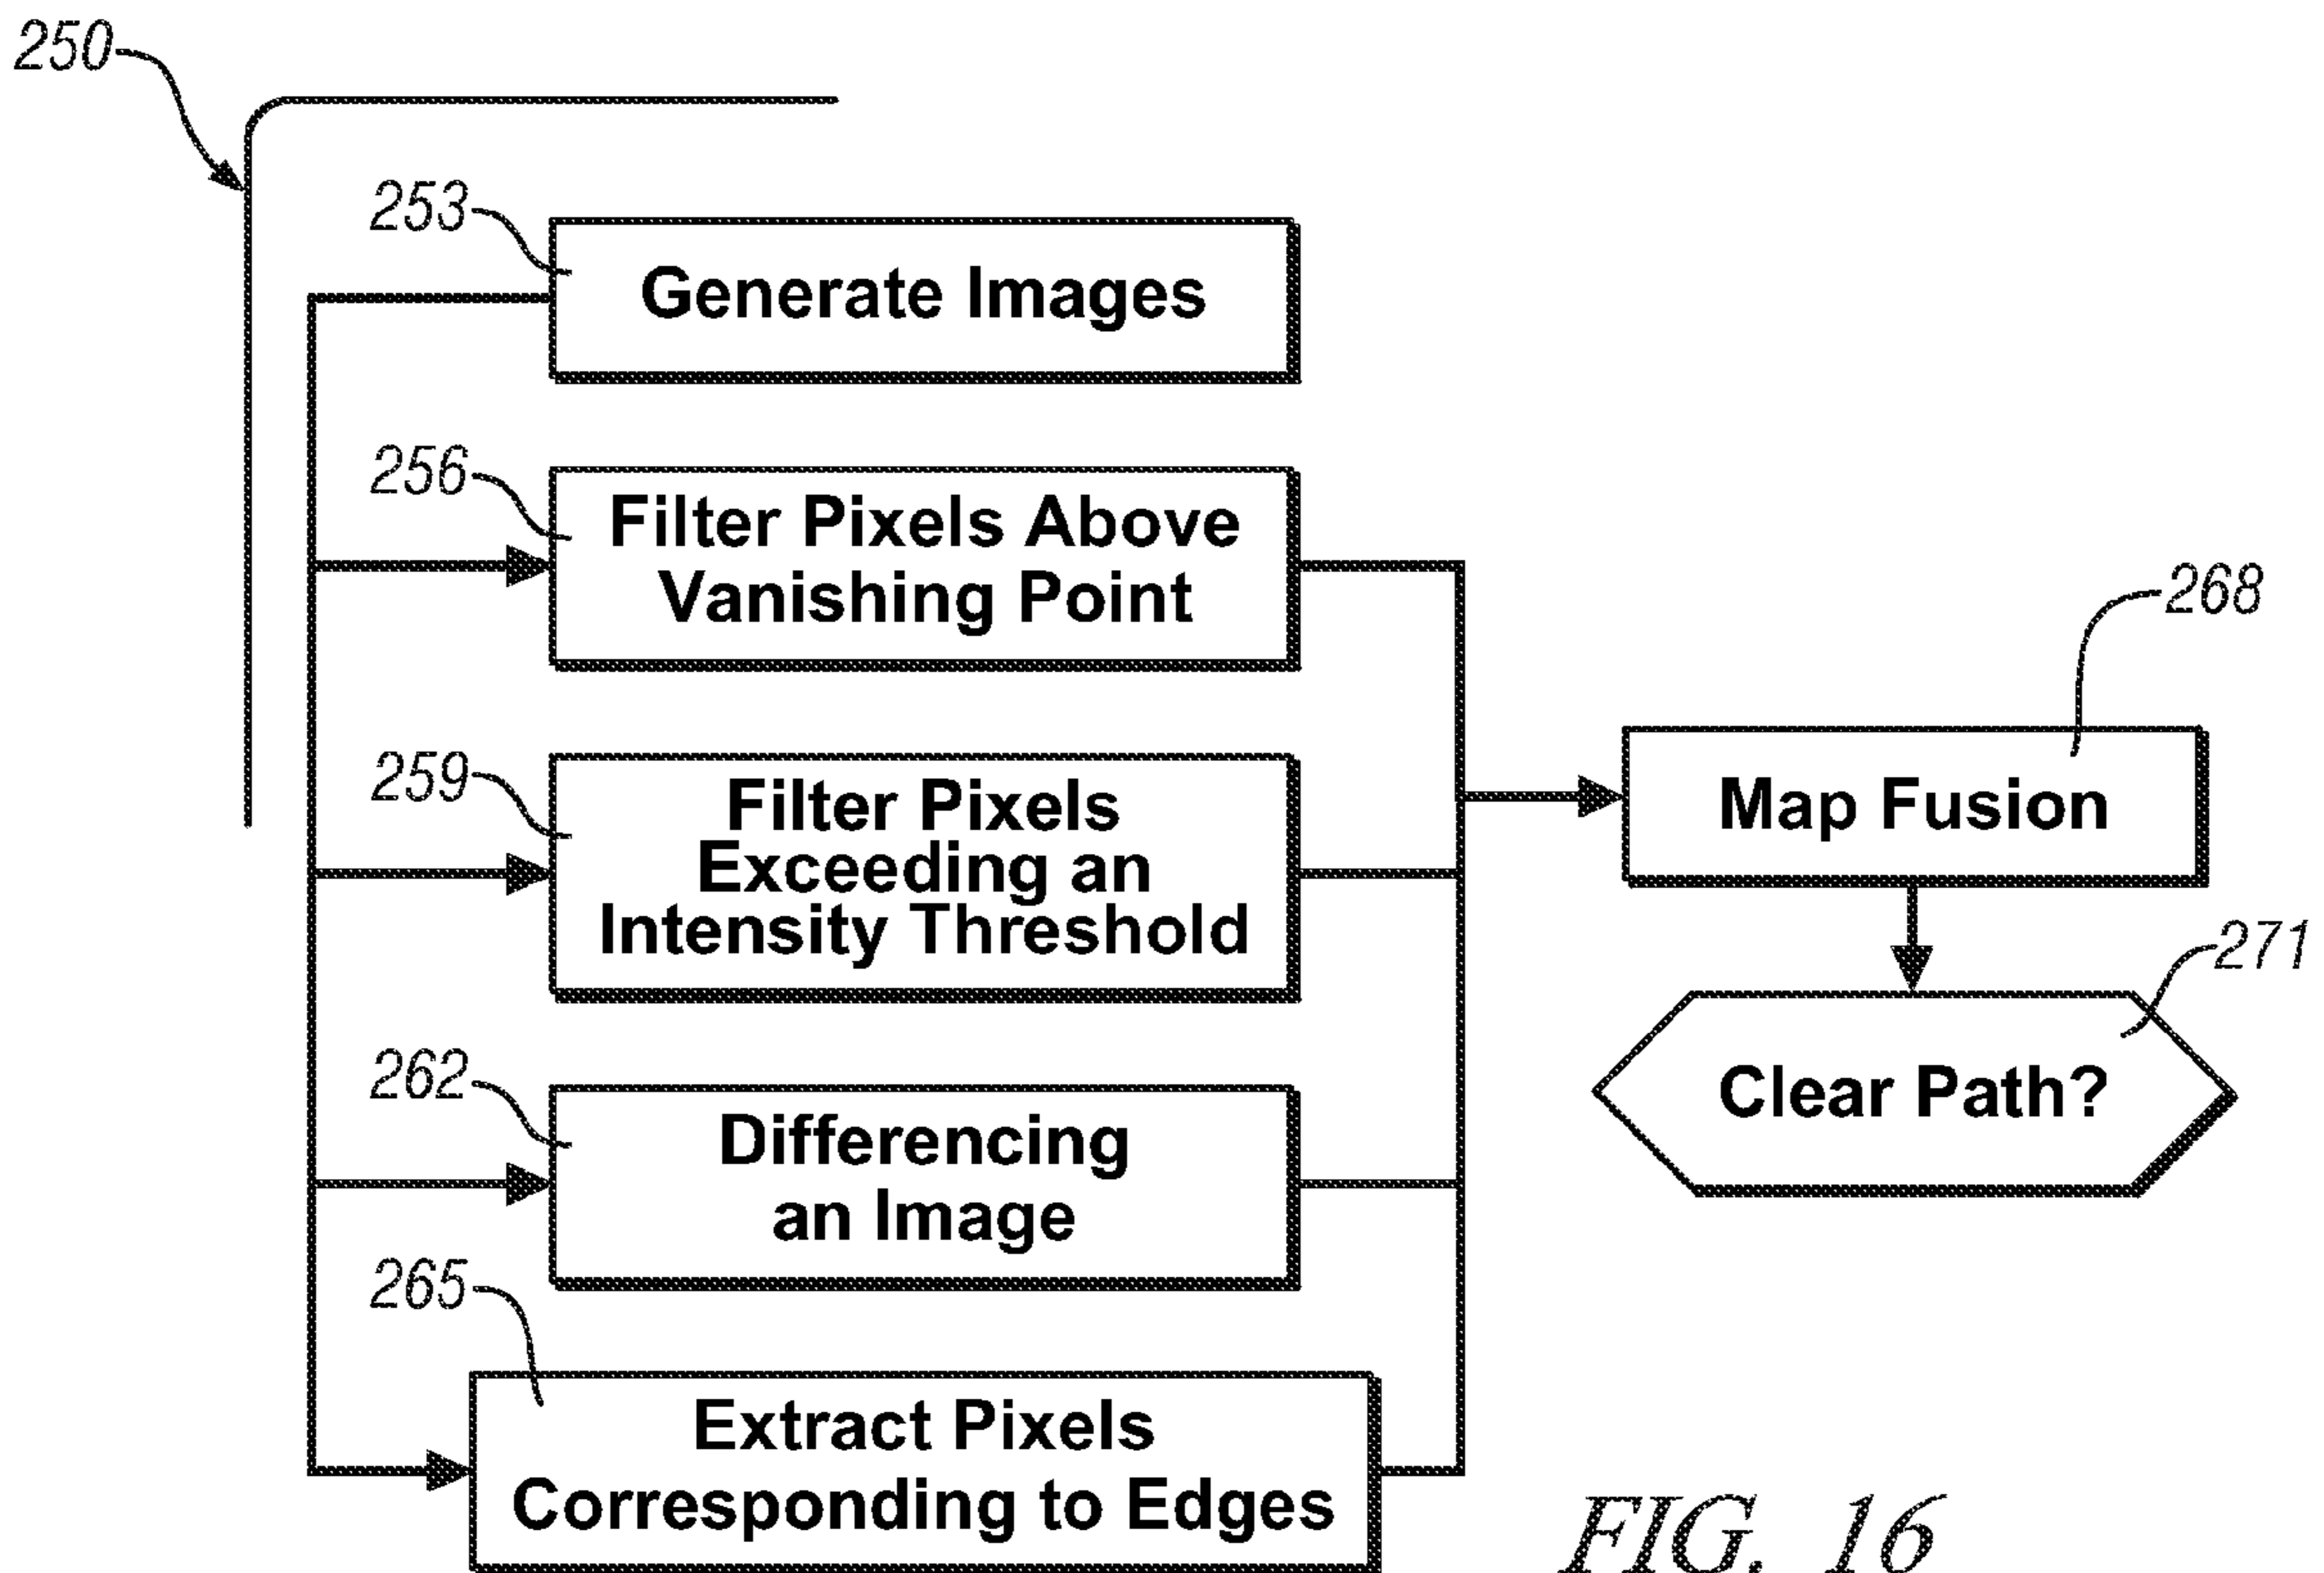 250
253
Generate Images
256
Filter Pixels Above
Vanishing Point
268
259
Filter Pixels
Exceeding an
Intensity Threshold
Map Fusion
271
262
Differencing
an Image
Clear Path?
265
Extract Pixels
Corresponding to Edges
FIG. 16